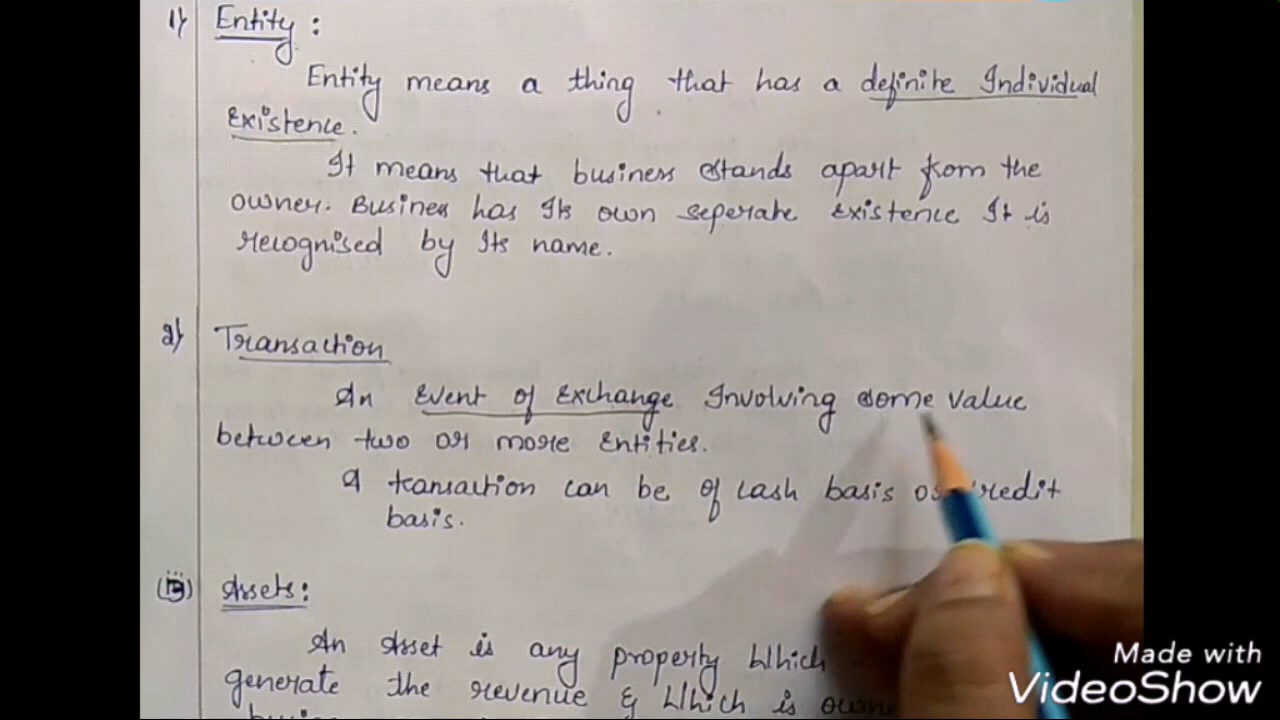 1) Entity :
Entity means a thing that has a definite Individual
Existence.
It means that business stands apart from the
owner. Business has Its own seperate Existence It is
recognised by Its name.
2) Transaction
An Event of Exchange Involving some value
between two or more Entities.
A transaction can be of cash basis or credit
basis.
Assets:
An Asset is any property Which
generate the revenue & Which is
Made with
VideoShow